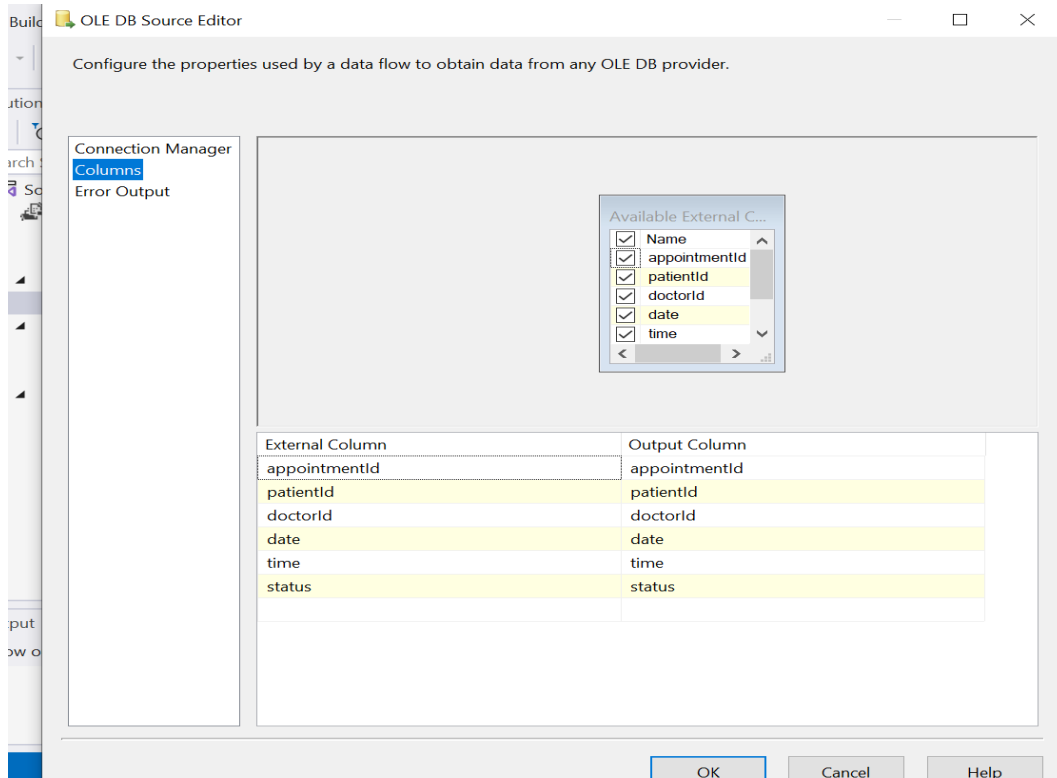 Build
OLE DB Source Editor
Configure the properties used by a data flow to obtain data from any OLE DB provider.
Connection Manager
Columns
Error Output
Available External C...
Name
appointmentId
patientId
doctorId
date
time
External Column Output Column
appointmentId appointmentId
patientId patientId
doctorId doctorId
date date
time time
status status
OK Cancel Help